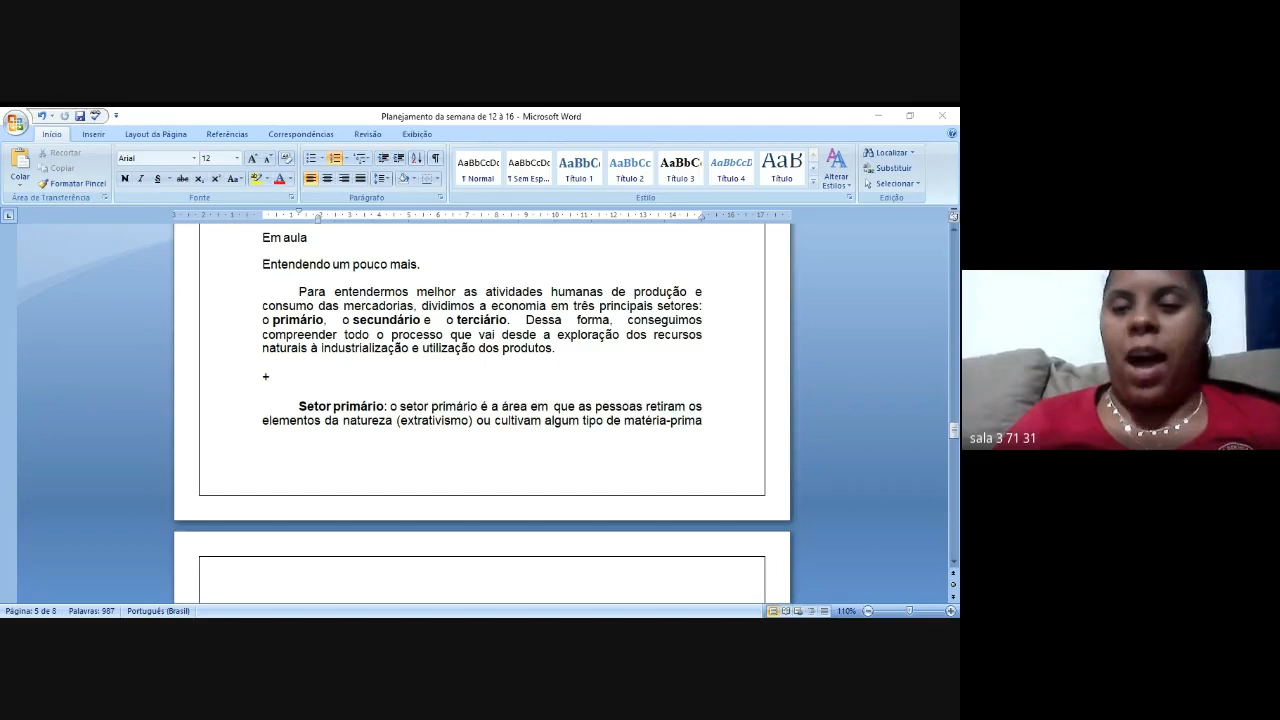 Planejamento da semana de 12 à 16 - Microsoft Word
Início Inserir Layout da Página Referências Correspondências Revisão Exibição
Colar
Recortar
Copiar
Formatar Pincel
Área de Transferência
Arial 12
Fonte
Parágrafo
AaBbCcDc AaBbCcDc AaBbC AaBbCc AaBbC AaBbCcD AaB
¶ Normal ¶ Sem Esp... Título 1 Título 2 Título 3 Título 4 Título
Alterar Estilos
Estilo
Localizar
Substituir
Selecionar
Edição
Em aula
Entendendo um pouco mais.
Para entendermos melhor as atividades humanas de produção e
consumo das mercadorias, dividimos a economia em três principais setores:
o primário, o secundário e o terciário. Dessa forma, conseguimos
compreender todo o processo que vai desde a exploração dos recursos
naturais à industrialização e utilização dos produtos.
+
Setor primário: o setor primário é a área em que as pessoas retiram os
elementos da natureza (extrativismo) ou cultivam algum tipo de matéria-prima
Página: 5 de 8 Palavras: 987 Português (Brasil) 110%
sala 3 71 31